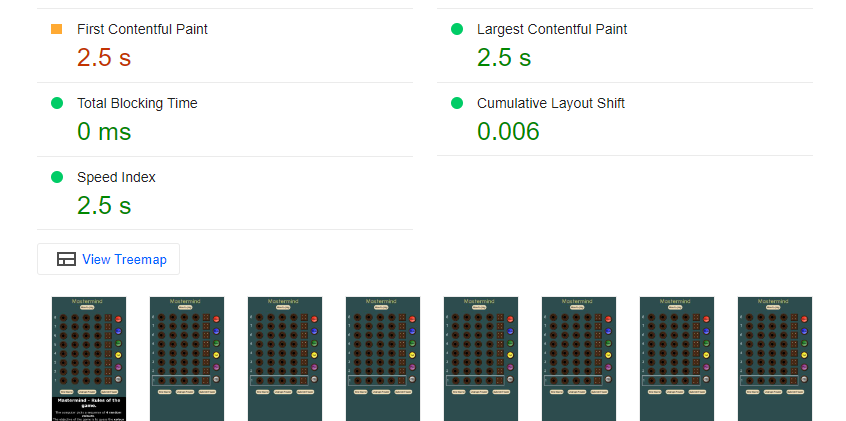 First Contentful Paint
2.5 s
Largest Contentful Paint
2.5 s
Total Blocking Time
0 ms
Cumulative Layout Shift
0.006
Speed Index
2.5 s
View Treemap
Mastermind
Mastermind
Mastermind
Mastermind
Mastermind
Mastermind
Mastermind
Mastermind
Mastermind - Rules of the
game.